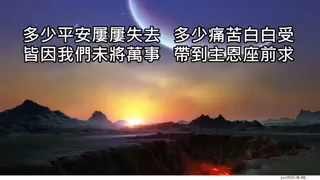 多少平安屢屢失去　多少痛苦白白受
皆因我們未將萬事　帶到主恩座前求